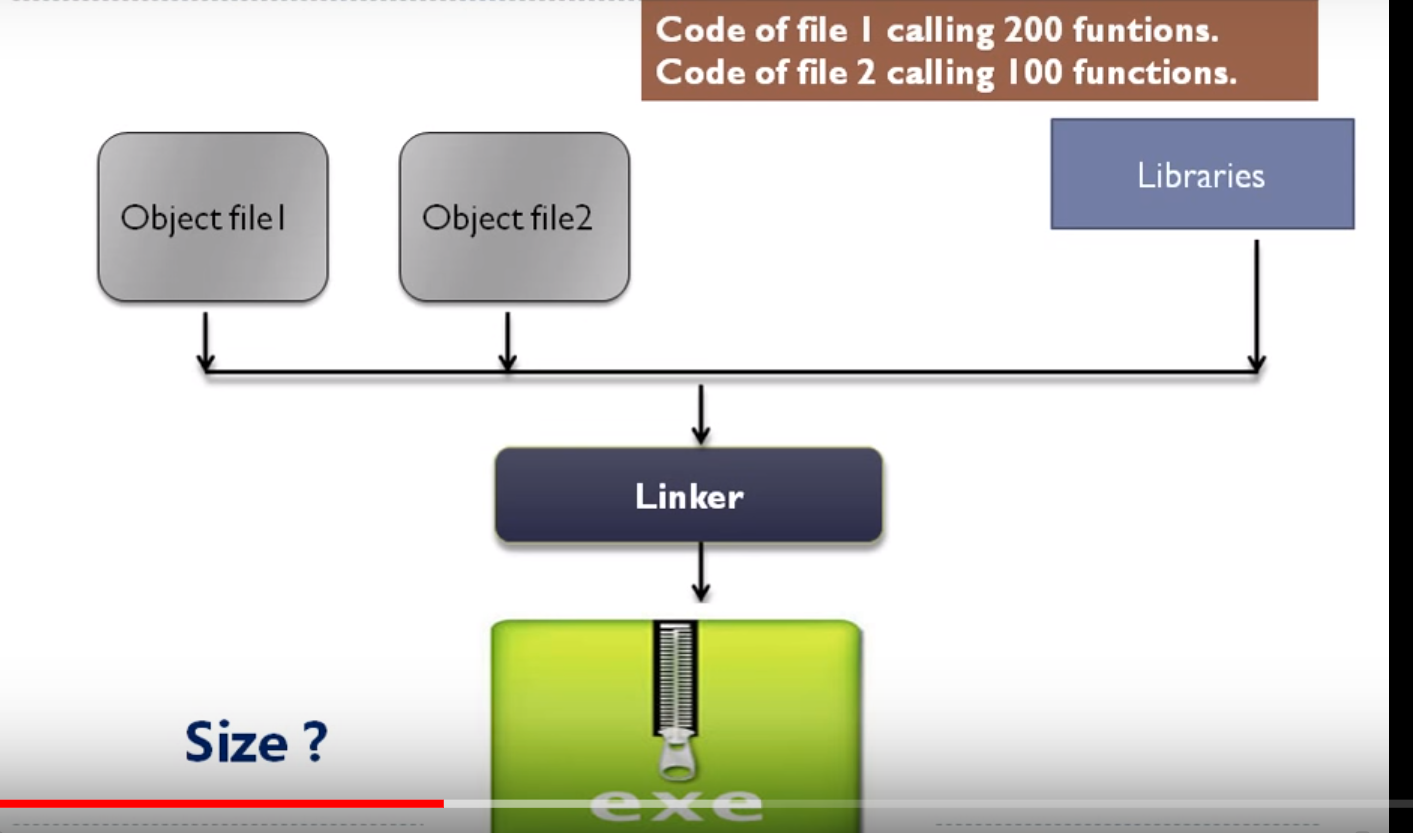 Code of file 1 calling 200 funtions.
Code of file 2 calling 100 functions.
Object file1
Object file2
Libraries
Linker
Size ?
exe